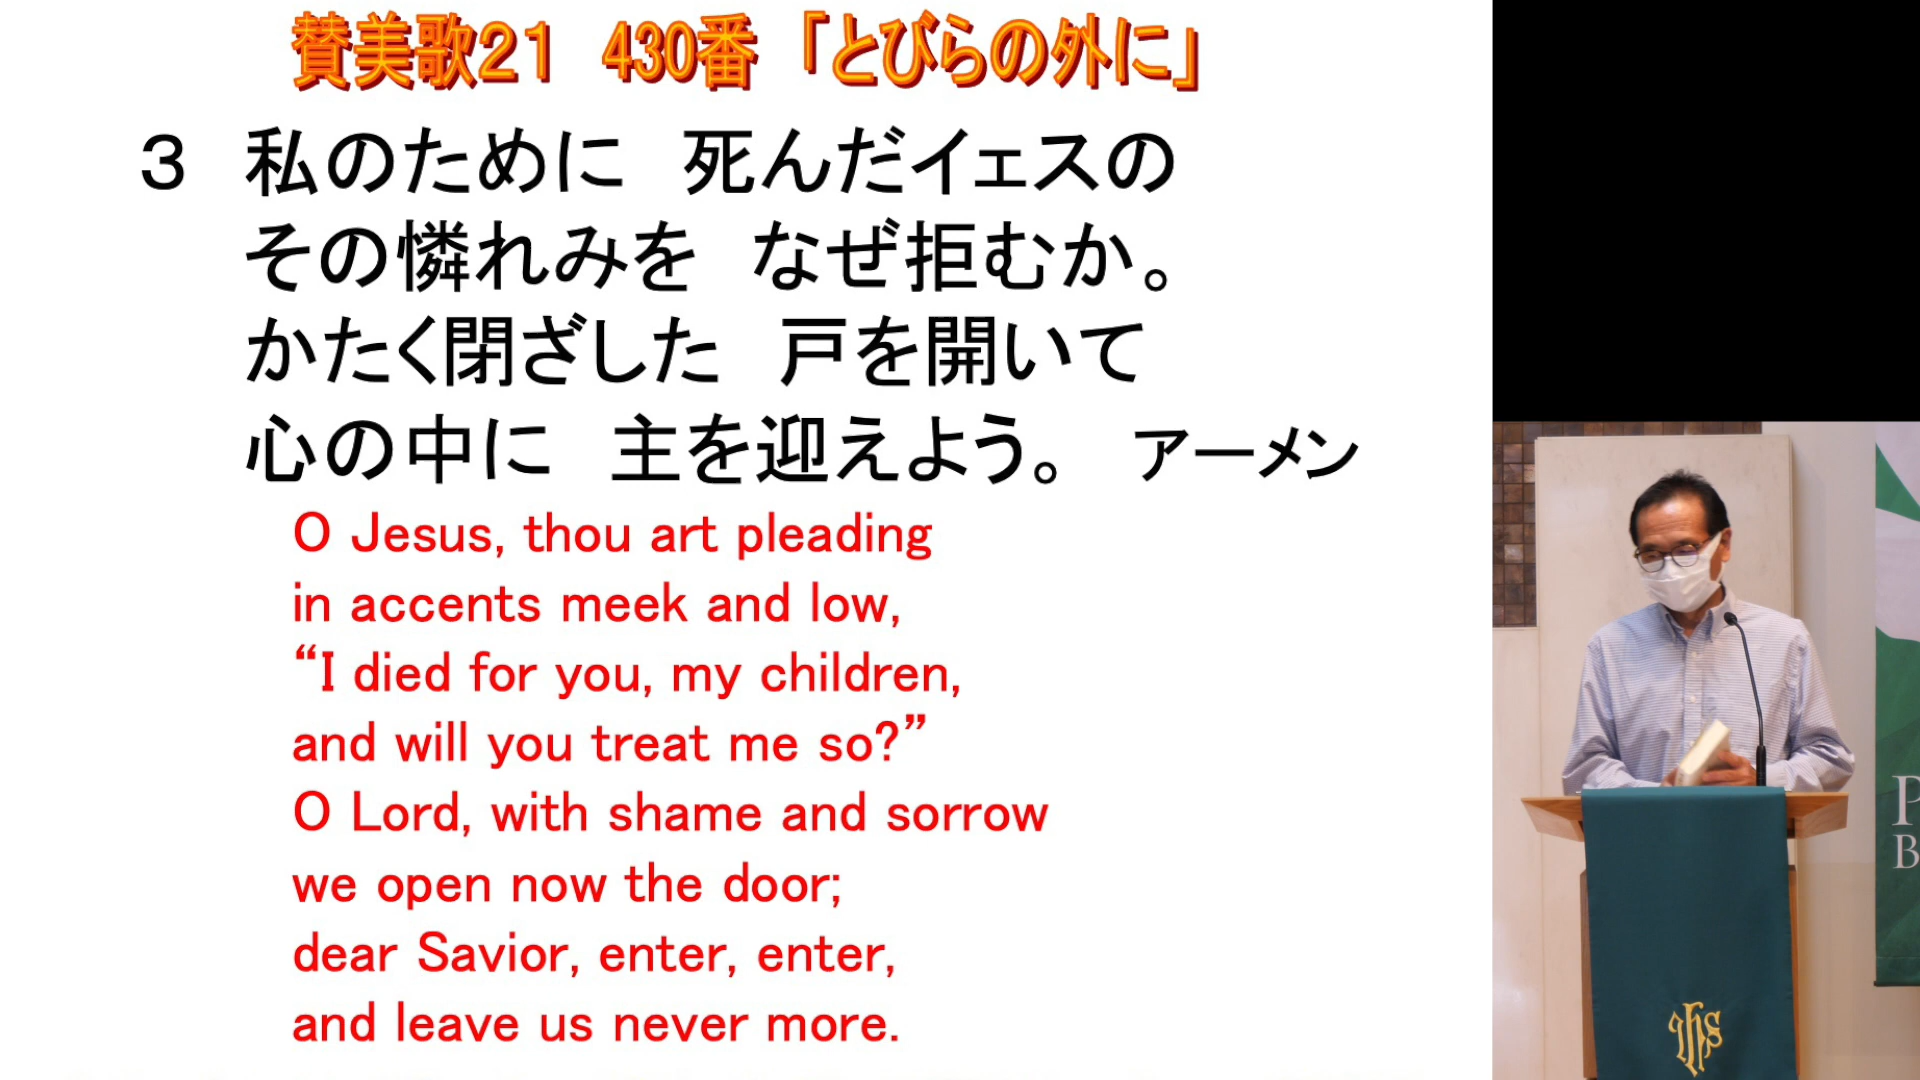 賛美歌21　430番　「とびらの外に」
3　私のために　死んだイェスの
その憐れみを　なぜ拒むか。
かたく閉ざした　戸を開いて
心の中に　主を迎えよう。　アーメン
O Jesus, thou art pleading
in accents meek and low,
“I died for you, my children,
and will you treat me so?”
O Lord, with shame and sorrow
we open now the door;
dear Savior, enter, enter,
and leave us never more.
P
B
IHS